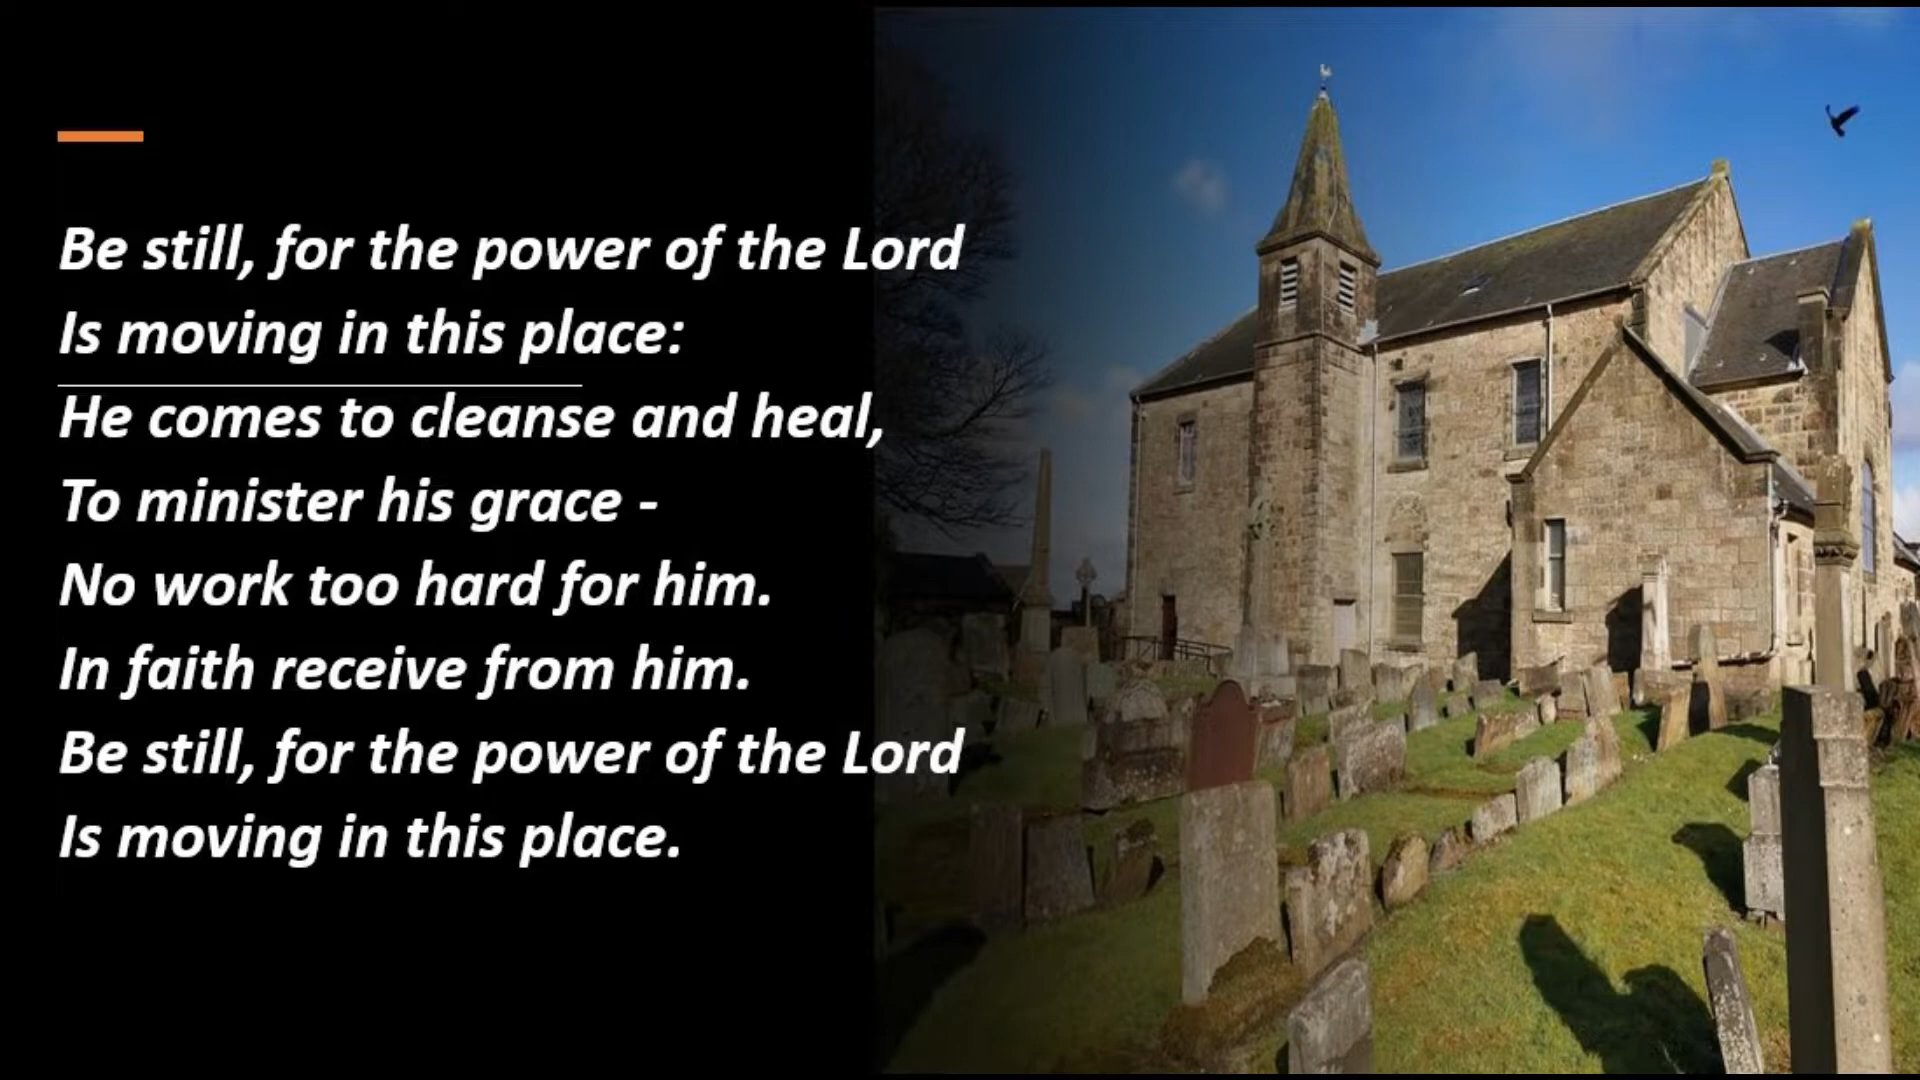 Be still, for the power of the Lord
Is moving in this place:
He comes to cleanse and heal,
To minister his grace -
No work too hard for him.
In faith receive from him.
Be still, for the power of the Lord
Is moving in this place.